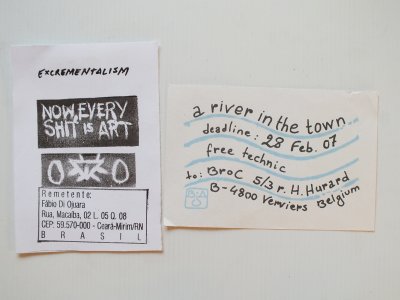 EXCREMENTALISM
NOW, EVERY
SHIT IS ART
Remetente:
Fábio Di Ojuara
Rua, Macaíba, 02 L. 05 Q. 08
CEP: 59.570-000 - Ceará-Mirim/RN
BRASIL
a river in the town...
deadline: 28 Feb. 07
free technic
to: BroC 5/3 r. H. Hurard
B-4800 Verviers Belgium